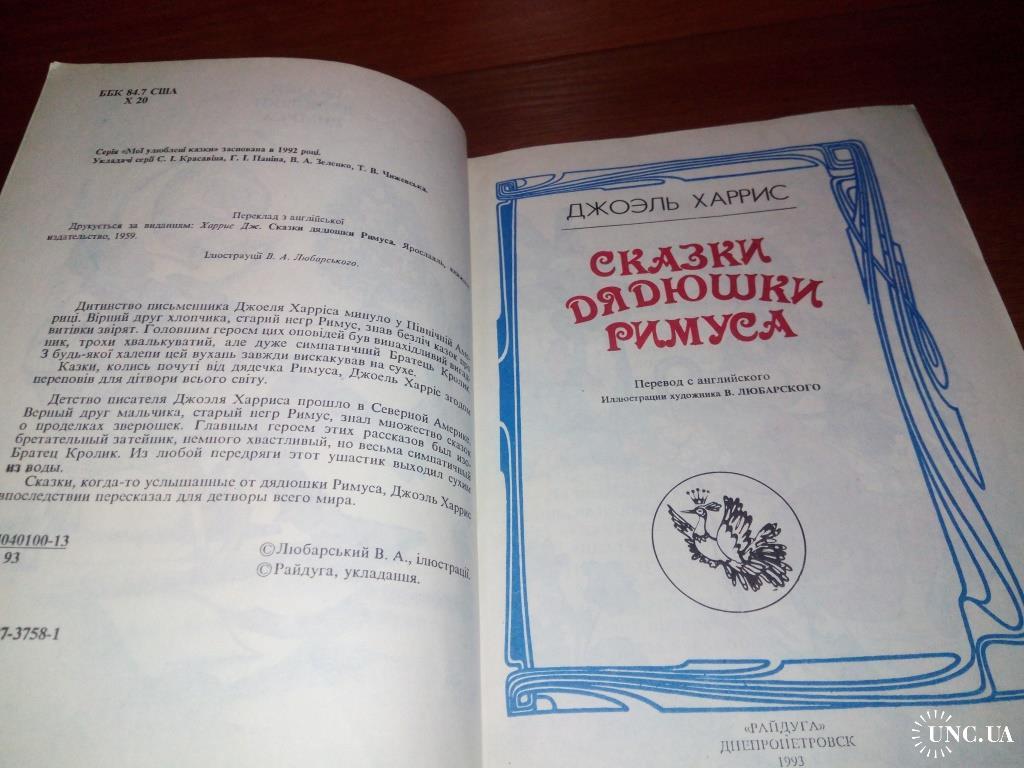 ББК 84.7 США
Х 20
Серія «Мої улюблені казки» заснована в 1992 році.
Укладачі серії Є. І. Красавіна, Г. І. Паніна, В. А. Зеленко, Т. В. Чижевська.
Переклад з англійської
Друкується за виданням: Харрис Дж. Сказки дядюшки Римуса. Ярославль,
издательство, 1959.
Ілюстрації В. А. Любарського.
Дитинство письменника Джоеля Харріса минуло у Північній Аме-
риці. Вірний друг хлопчика, старий негр Римус, знав безліч казок про
витівки звірят. Головним героєм цих оповідей був винахідливий вигад-
ник, трохи хвалькуватий, але дуже симпатичний Братець Кролик.
З будь-якої халепи цей вухань завжди вискакував на сухе.
Казки, колись почуті від дядечка Римуса, Джоель Харріс згодом
переповів для дітвори всього світу.
Детство писателя Джоэля Харриса прошло в Северной Америке.
Верный друг мальчика, старый негр Римус, знал множество сказок
о проделках зверюшек. Главным героем этих рассказов был изо-
бретательный затейник, немного хвастливый, но весьма симпатичный
Братец Кролик. Из любой передряги этот ушастик выходил сухим
из воды.
Сказки, когда-то услышанные от дядюшки Римуса, Джоэль Харрис
впоследствии пересказал для детворы всего мира.
040100-13
93
©Любарський В. А., ілюстрації.
©Райдуга, укладання.
7-3758-1
ДЖОЭЛЬ ХАРРИС
СКАЗКИ
ДЯДЮШКИ
РИМУСА
Перевод с английского
Иллюстрации художника В. ЛЮБАРСКОГО
«РАЙДУГА»
ДНЕПРОПЕТРОВСК
1993
UNC.UA